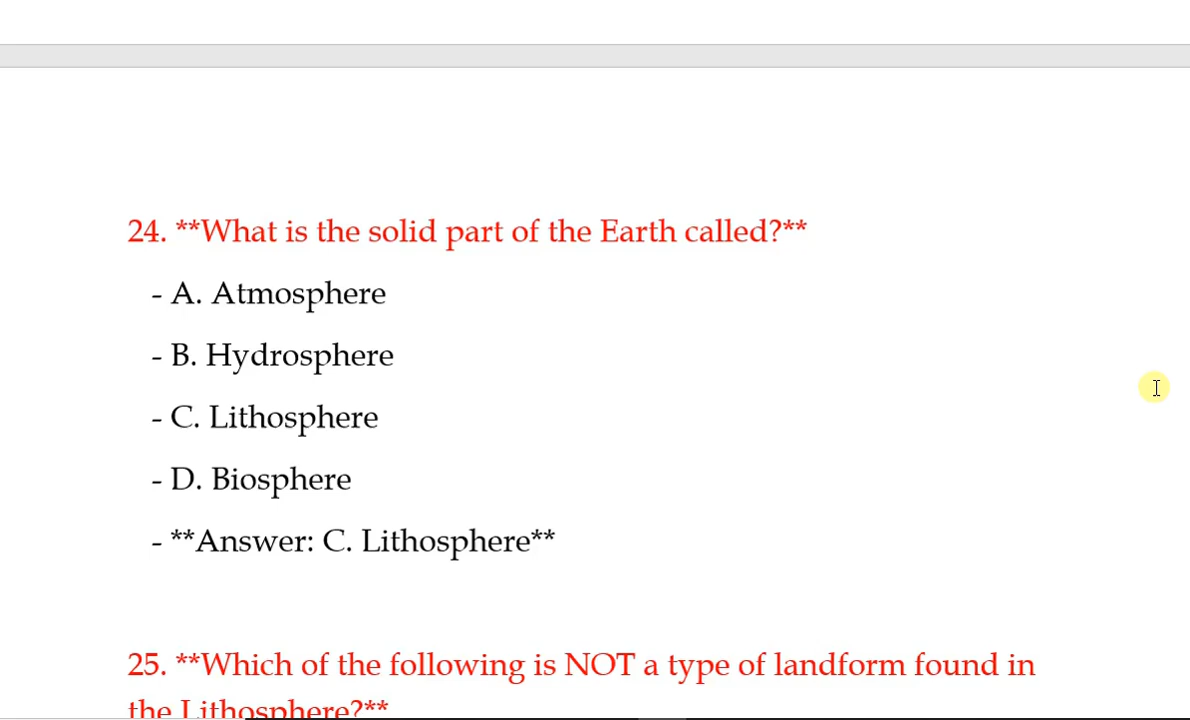 24. **What is the solid part of the Earth called?**
- A. Atmosphere
- B. Hydrosphere
- C. Lithosphere
- D. Biosphere
- **Answer: C. Lithosphere**
25. **Which of the following is NOT a type of landform found in
the Lithosphere?**